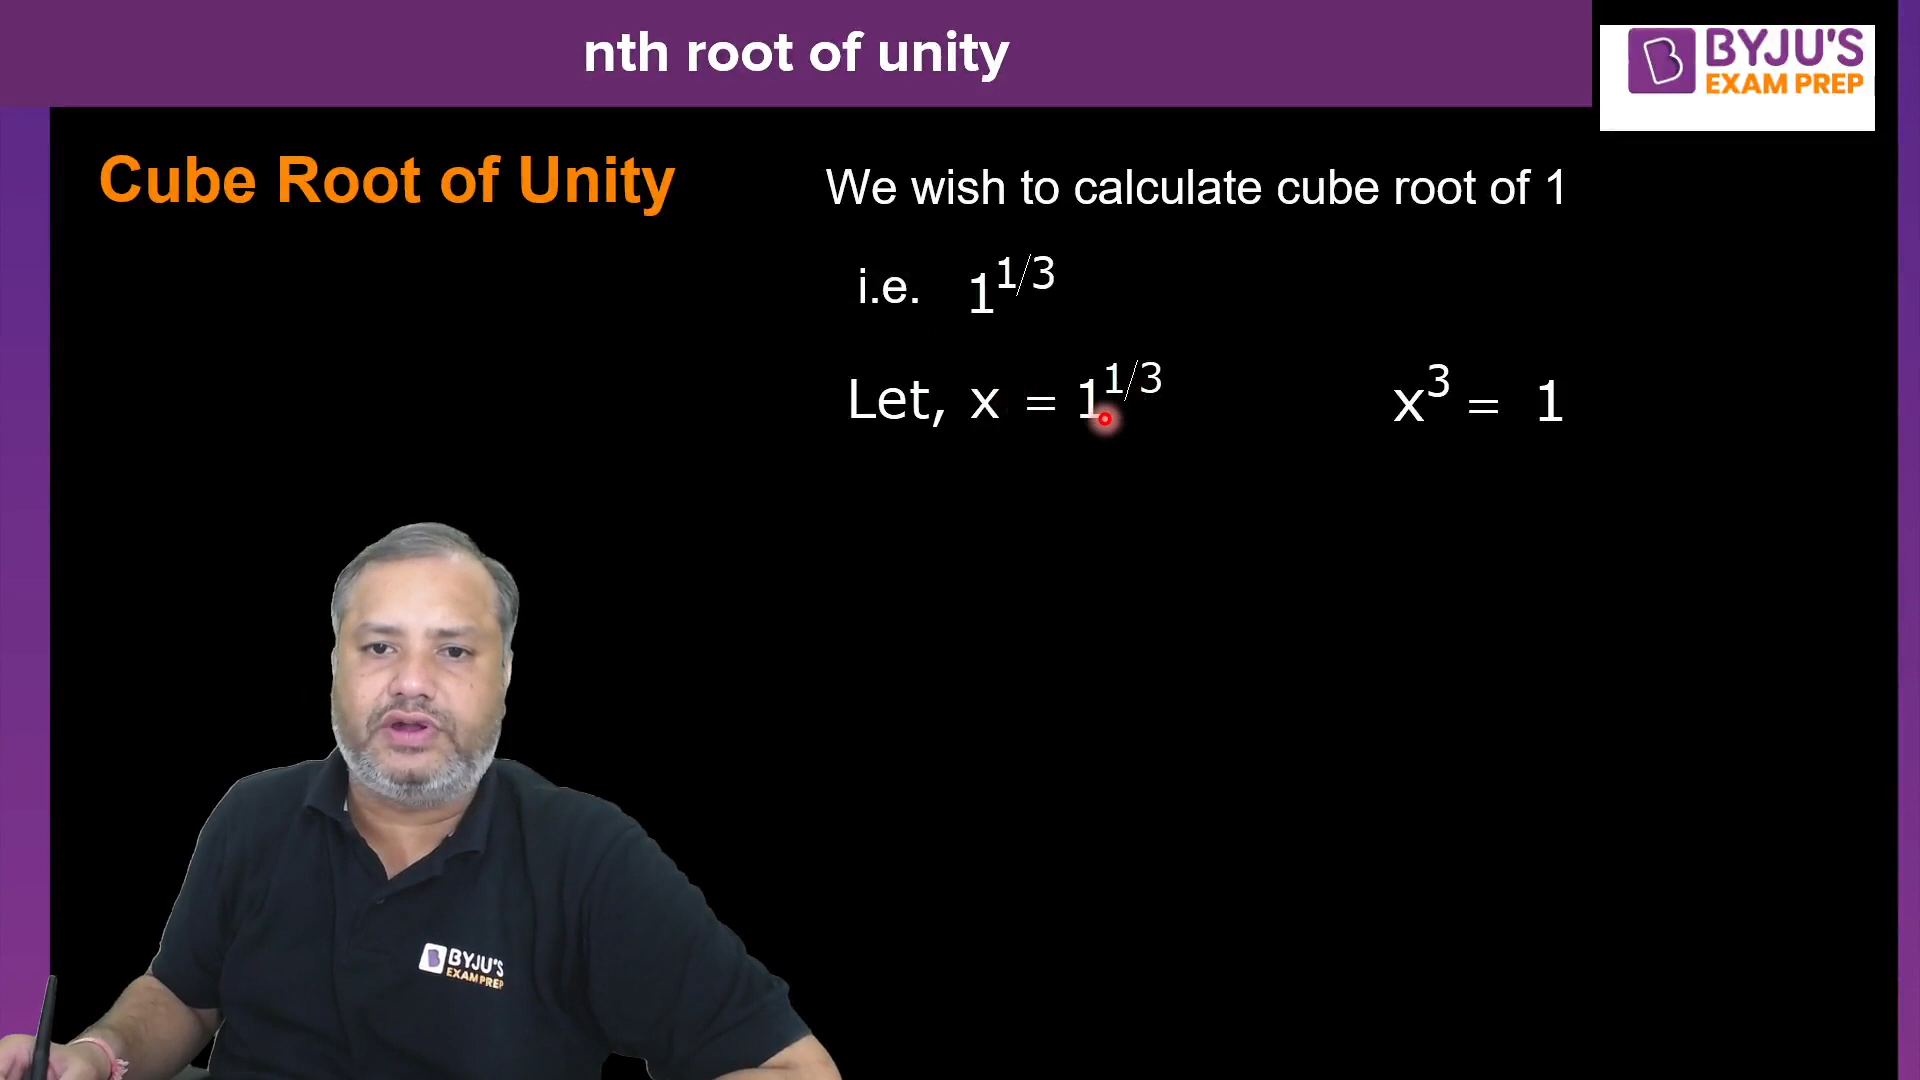 nth root of unity
BYJU'S
EXAM PREP
Cube Root of Unity
We wish to calculate cube root of 1
i.e. 1^1/3
Let, x = 1^1/3
x^3 = 1
BYJU'S
EXAM PREP